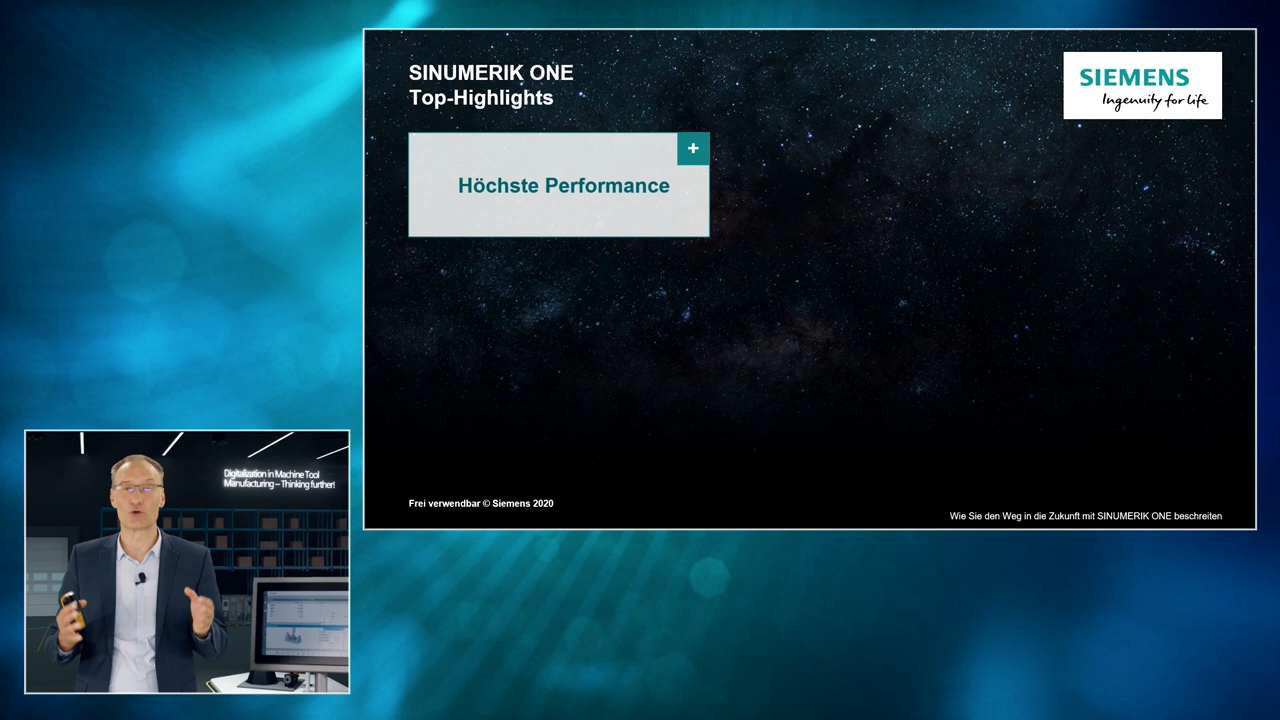 SINUMERIK ONE
Top-Highlights
SIEMENS
Ingenuity for life
+
Höchste Performance
Digitalization in Machine Tool
Manufacturing – Thinking further!
Frei verwendbar © Siemens 2020
Wie Sie den Weg in die Zukunft mit SINUMERIK ONE beschreiten